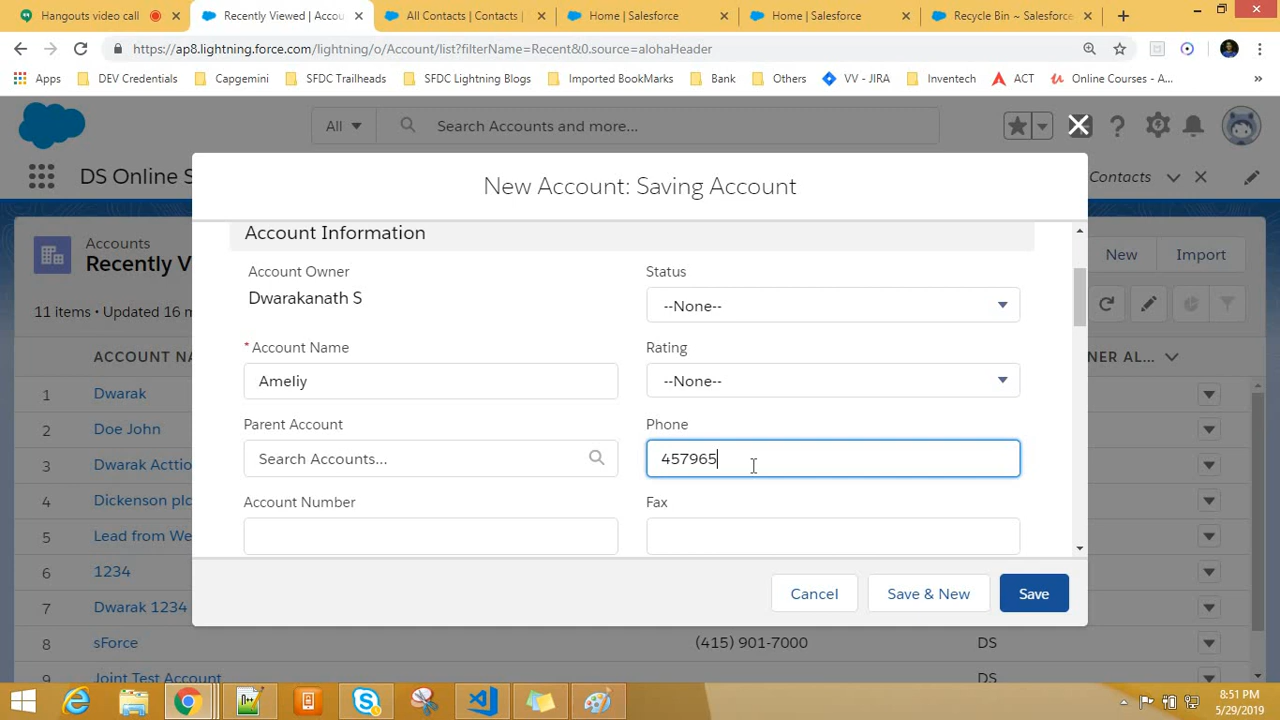 Hangouts video call
Recently Viewed | Accou
All Contacts | Contacts |
Home | Salesforce
Home | Salesforce
Recycle Bin ~ Salesforce
https://ap8.lightning.force.com/lightning/o/Account/list?filterName=Recent&0.source=alohaHeader
Apps
DEV Credentials
Capgemini
SFDC Trailheads
SFDC Lightning Blogs
Imported BookMarks
Bank
Others
VV - JIRA
Inventech
ACT
Online Courses - A...
»
All
Search Accounts and more...
DS Online S
Contacts
New Account: Saving Account
Accounts
Recently V
New
Import
11 items • Updated 16 m
ACCOUNT NA
NER AL...
1 Dwarak
2 Doe John
3 Dwarak Acttio
4 Dickenson plc
5 Lead from We
6 1234
7 Dwarak 1234
8 sForce (415) 901-7000 DS
9 Joint Test Account DS
Account Information
Account Owner
Dwarakanath S
Status
--None--
* Account Name
Ameliy
Rating
--None--
Parent Account
Search Accounts...
Phone
457965
Account Number
Fax
Cancel
Save & New
Save
8:51 PM
5/29/2019